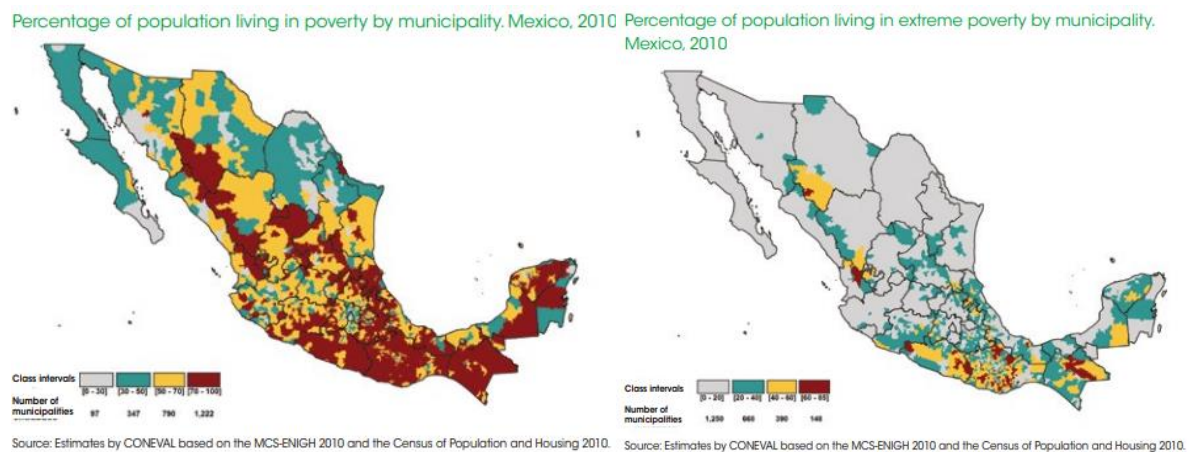 Percentage of population living in poverty by municipality. Mexico, 2010
Class intervals
[0 - 30] [30 - 50] [50 - 70] [70 - 100]
Number of
municipalities
97 347 790 1,222
Source: Estimates by CONEVAL based on the MCS-ENIGH 2010 and the Census of Population and Housing 2010.
Percentage of population living in extreme poverty by municipality.
Mexico, 2010
Class intervals
[0 - 20] [20 - 40] [40 - 60]
Number of
municipalities
1,250 668 390 148
Source: Estimates by CONEVAL based on the MCS-ENIGH 2010 and the Census of Population and Housing 2010.